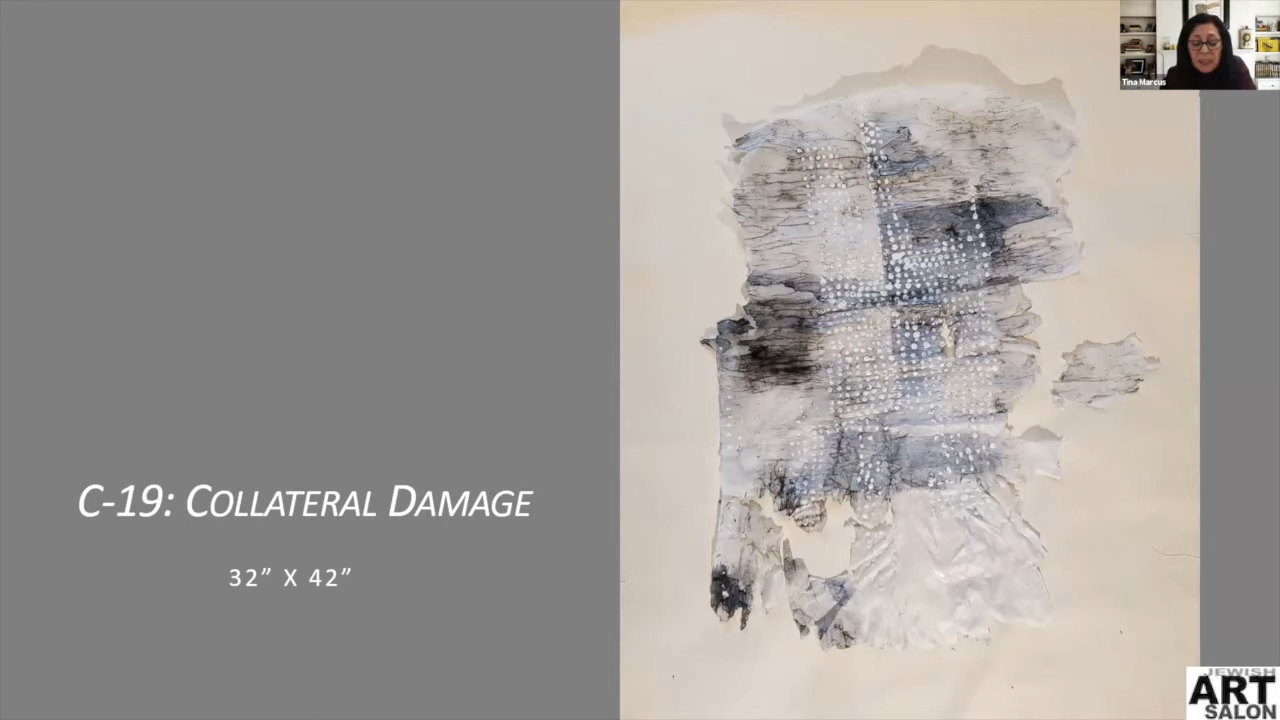 Tina Marcus
C-19: COLLATERAL DAMAGE
32” X 42”
JEWISH
ART
SALON